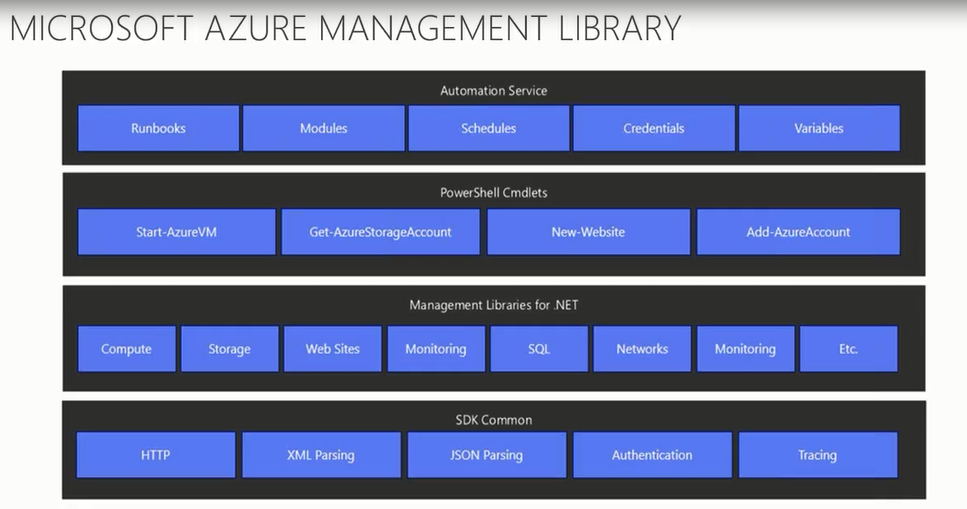 MICROSOFT AZURE MANAGEMENT LIBRARY
Automation Service
Runbooks Modules Schedules Credentials Variables
PowerShell Cmdlets
Start-AzureVM Get-AzureStorageAccount New-Website Add-AzureAccount
Management Libraries for .NET
Compute Storage Web Sites Monitoring SQL Networks Monitoring Etc.
SDK Common
HTTP XML Parsing JSON Parsing Authentication Tracing